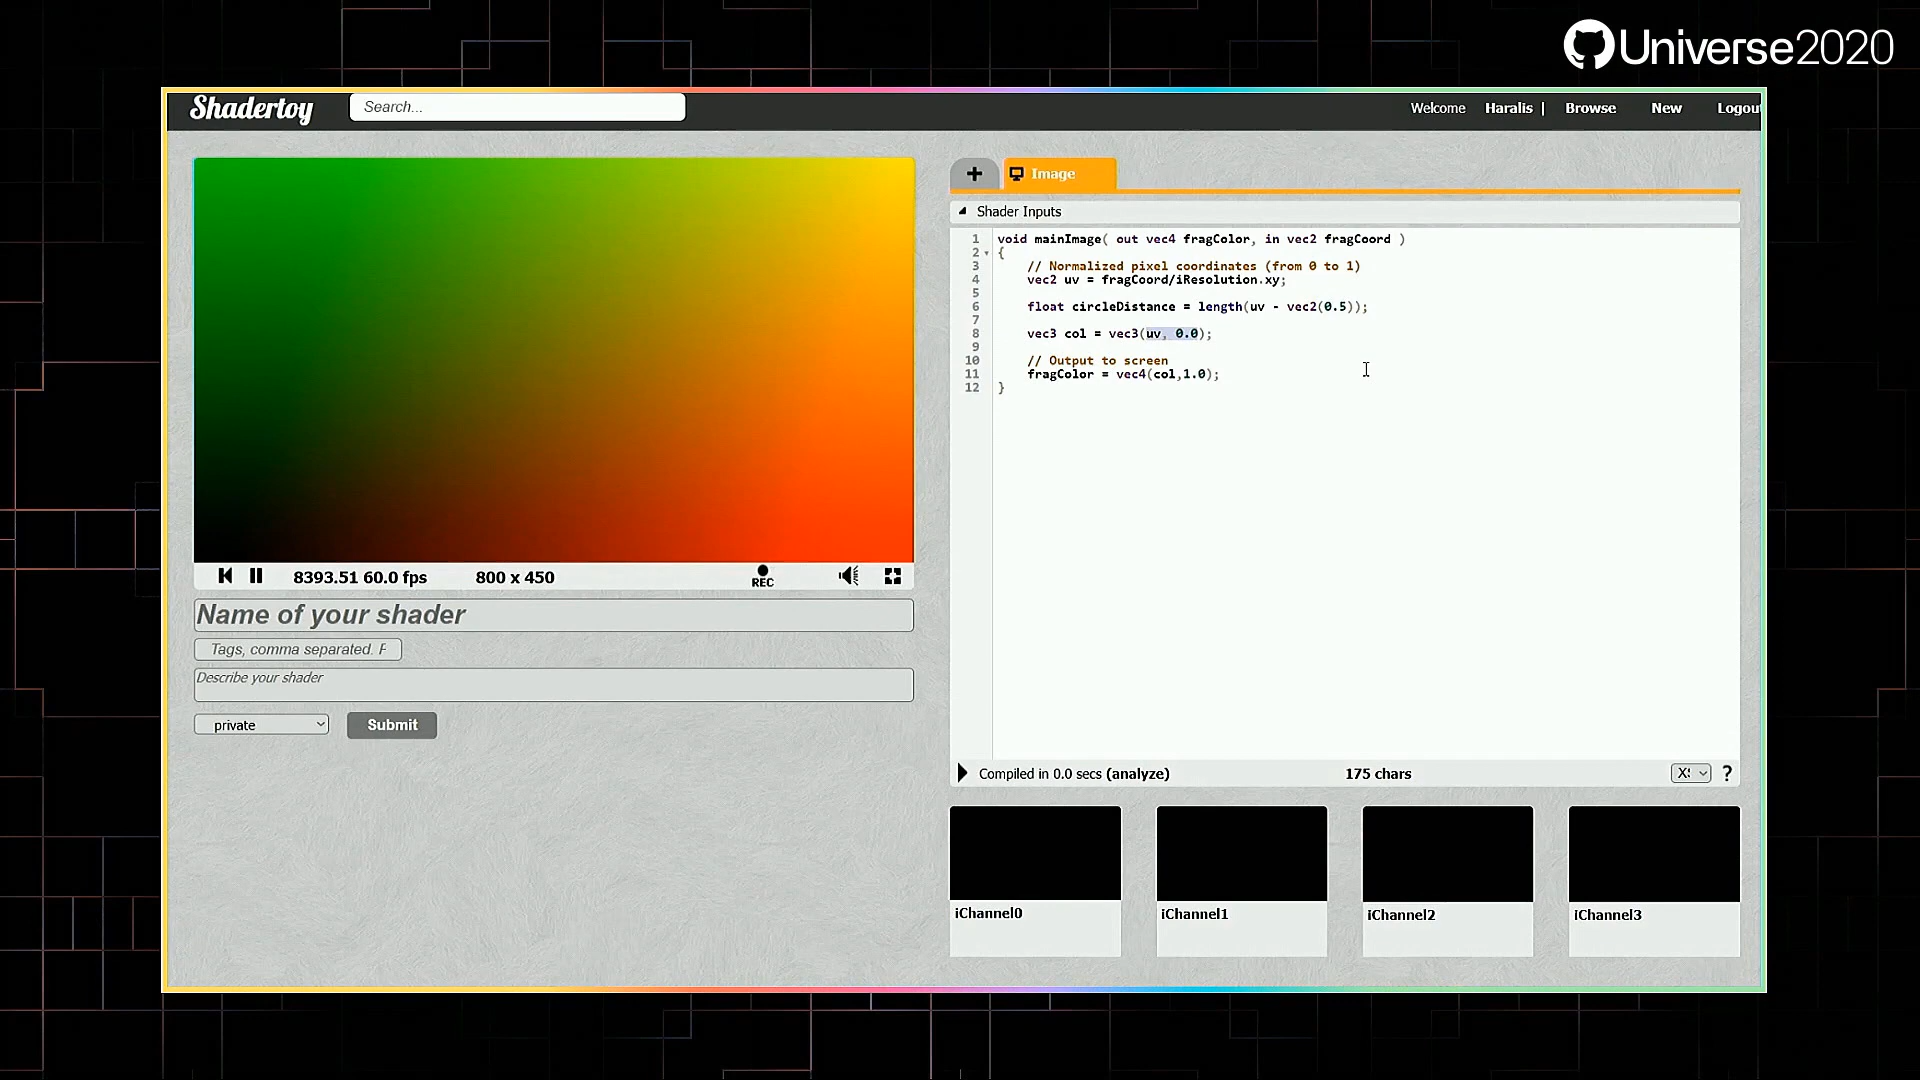 Universe2020
Shadertoy
Search...
Welcome Haralis | Browse New Logout
Image
Shader Inputs
1 void mainImage( out vec4 fragColor, in vec2 fragCoord )
2 {
3 // Normalized pixel coordinates (from 0 to 1)
4 vec2 uv = fragCoord/iResolution.xy;
5
6 float circleDistance = length(uv - vec2(0.5));
7
8 vec3 col = vec3(uv, 0.0);
9
10 // Output to screen
11 fragColor = vec4(col,1.0);
12 }
8393.51 60.0 fps 800 x 450 REC
Name of your shader
Tags, comma separated. F
Describe your shader
private Submit
Compiled in 0.0 secs (analyze) 175 chars ?
iChannel0 iChannel1 iChannel2 iChannel3